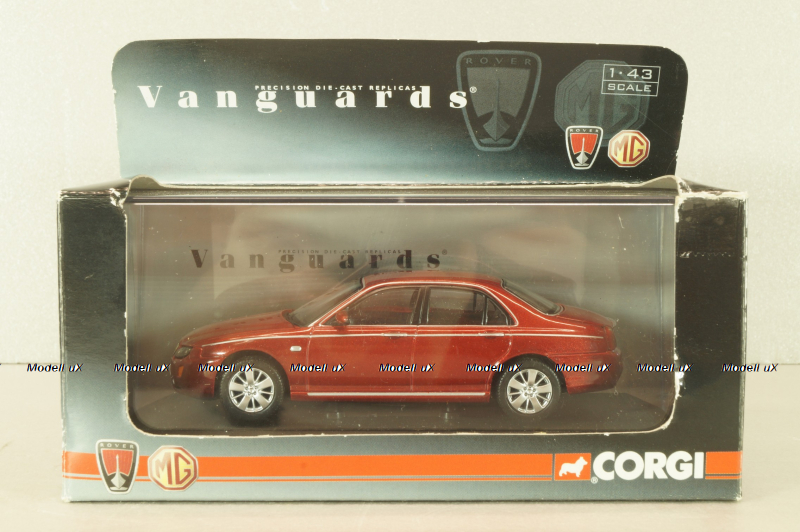 ROVER
1:43
SCALE
PRECISION DIE-CAST REPLICAS
Vanguards®
MG
ROVER
MG
PRECISION DIE-CAST REPLICAS
Vanguards®
Modell uX Modell uX Modell uX Modell uX Modell uX Modell uX Modell uX Modell uX Modell uX
ROVER
MG
®CORGI